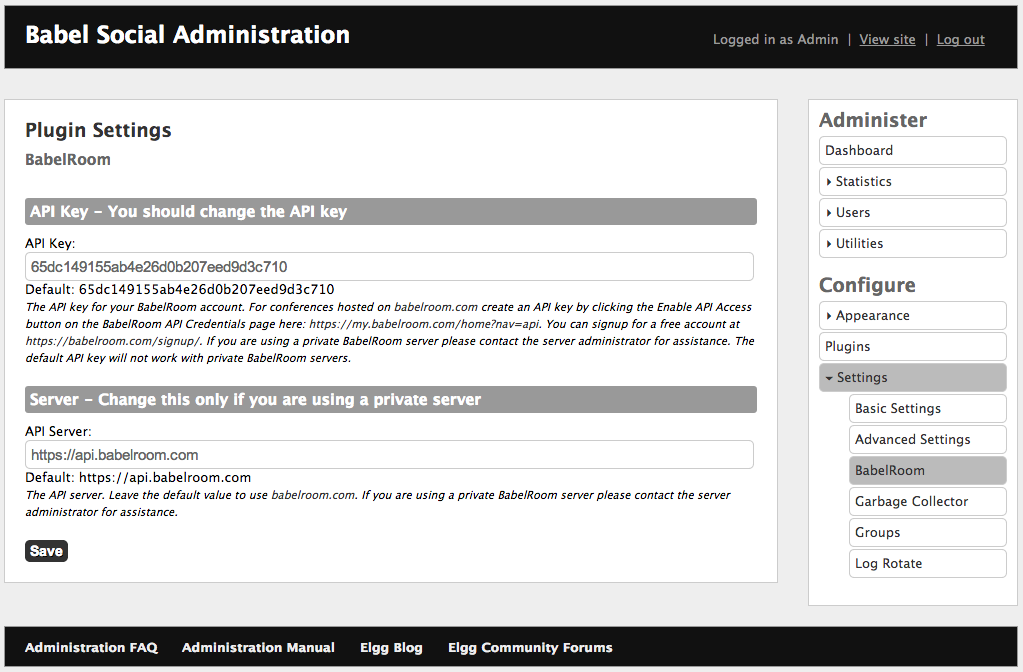 Babel Social Administration
Logged in as Admin | View site | Log out
Plugin Settings
BabelRoom
API Key – You should change the API key
API Key:
65dc149155ab4e26d0b207eed9d3c710
Default: 65dc149155ab4e26d0b207eed9d3c710
The API key for your BabelRoom account. For conferences hosted on babelroom.com create an API key by clicking the Enable API Access
button on the BabelRoom API Credentials page here: https://my.babelroom.com/home?nav=api. You can signup for a free account at
https://babelroom.com/signup/. If you are using a private BabelRoom server please contact the server administrator for assistance. The
default API key will not work with private BabelRoom servers.
Server – Change this only if you are using a private server
API Server:
https://api.babelroom.com
Default: https://api.babelroom.com
The API server. Leave the default value to use babelroom.com. If you are using a private BabelRoom server please contact the server
administrator for assistance.
Save
Administer
Dashboard
Statistics
Users
Utilities
Configure
Appearance
Plugins
Settings
Basic Settings
Advanced Settings
BabelRoom
Garbage Collector
Groups
Log Rotate
Administration FAQ
Administration Manual
Elgg Blog
Elgg Community Forums